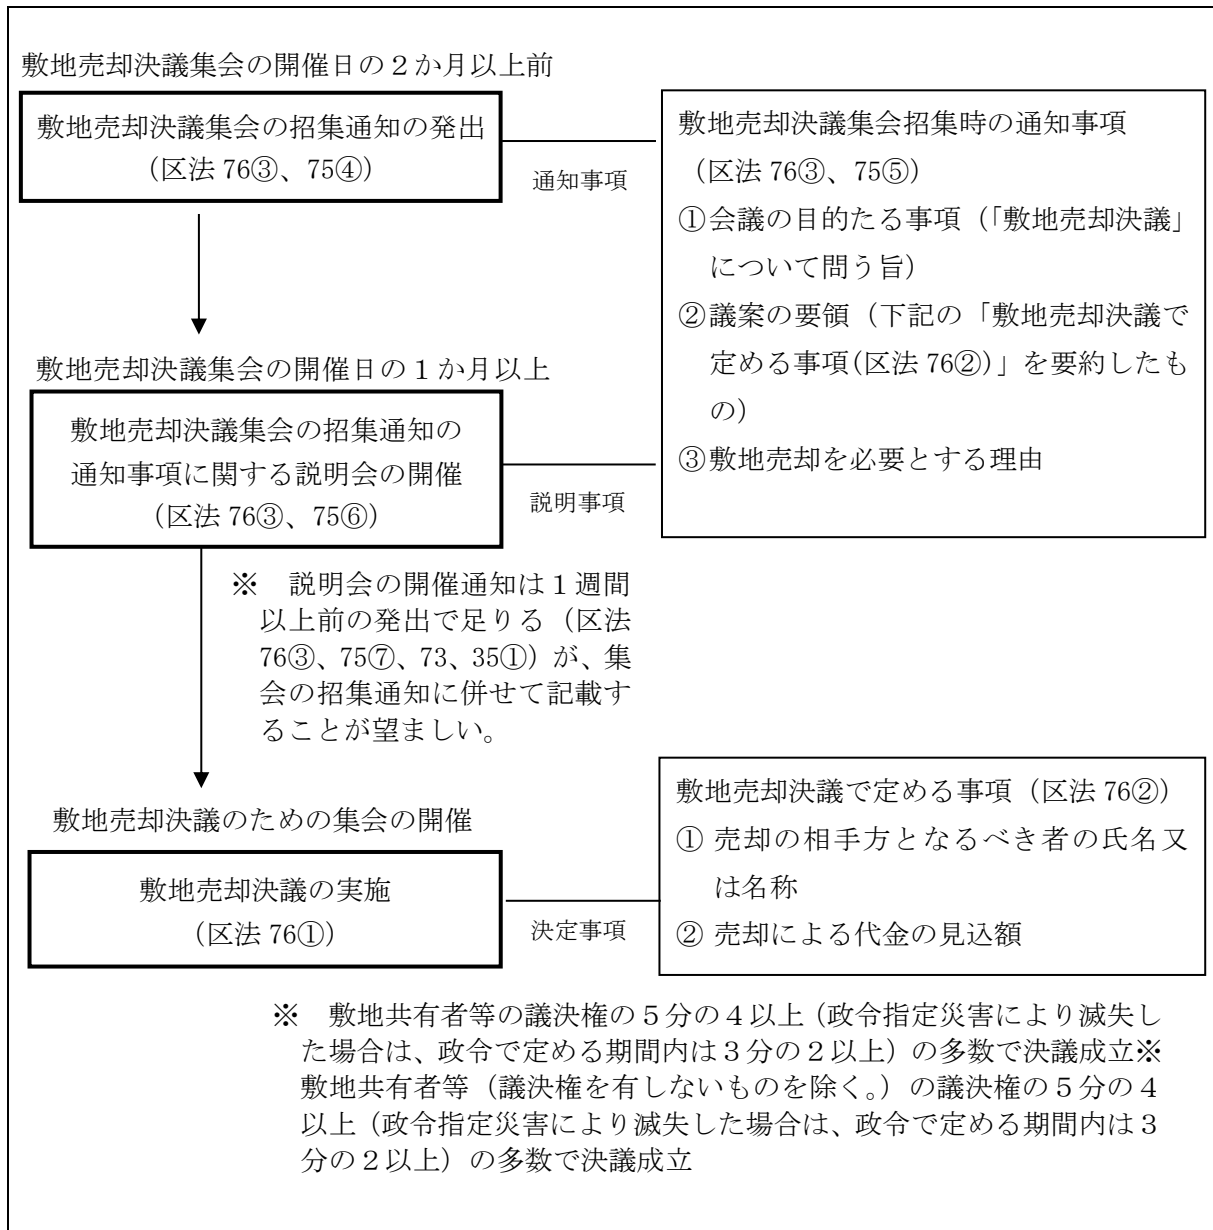 敷地売却決議集会の開催日の２か月以上前
敷地売却決議集会の招集通知の発出
（区法 76③、75④）
通知事項
敷地売却決議集会招集時の通知事項
（区法 76③、75⑤）
①会議の目的たる事項（「敷地売却決議」
について問う旨）
②議案の要領（下記の「敷地売却決議で
定める事項(区法 76②)」を要約したも
の）
③敷地売却を必要とする理由
敷地売却決議集会の開催日の１か月以上
敷地売却決議集会の招集通知の
通知事項に関する説明会の開催
（区法 76③、75⑥）
説明事項
※　説明会の開催通知は１週間
以上前の発出で足りる（区法
76③、75⑦、73、35①）が、集
会の招集通知に併せて記載す
ることが望ましい。
敷地売却決議のための集会の開催
敷地売却決議の実施
（区法 76①）
決定事項
敷地売却決議で定める事項（区法 76②）
① 売却の相手方となるべき者の氏名又
は名称
② 売却による代金の見込額
※　敷地共有者等の議決権の５分の４以上（政令指定災害により滅失し
た場合は、政令で定める期間内は３分の２以上）の多数で決議成立※
敷地共有者等（議決権を有しないものを除く。）の議決権の５分の４
以上（政令指定災害により滅失した場合は、政令で定める期間内は３
分の２以上）の多数で決議成立